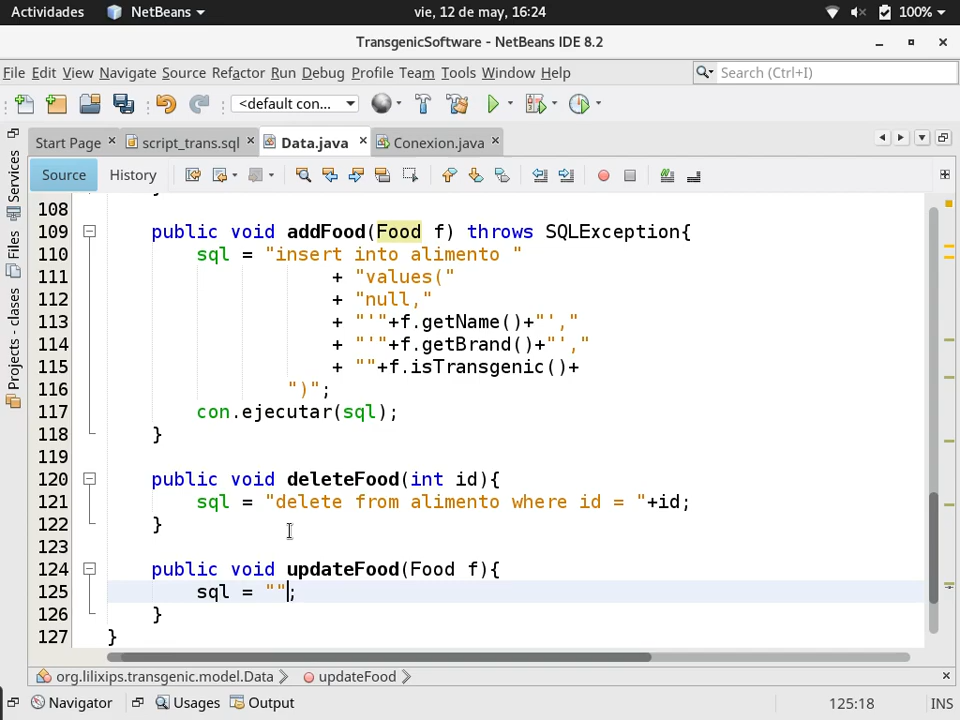 Actividades NetBeans vie, 12 de may, 16:24 100%
TransgenicSoftware - NetBeans IDE 8.2
File Edit View Navigate Source Refactor Run Debug Profile Team Tools Window Help Search (Ctrl+I)
<default con...
Start Page script_trans.sql Data.java Conexion.java
Source History
Services
Files
Projects - clases
108
109 public void addFood(Food f) throws SQLException{
110 sql = "insert into alimento "
111 + "values("
112 + "null,"
113 + "'"+f.getName()+"',"
114 + "'"+f.getBrand()+"',"
115 + ""+f.isTransgenic()+
116 ")";
117 con.ejecutar(sql);
118 }
119
120 public void deleteFood(int id){
121 sql = "delete from alimento where id = "+id;
122 }
123
124 public void updateFood(Food f){
125 sql = "";
126 }
127 }
org.lilixips.transgenic.model.Data updateFood
Navigator Usages Output 125:18 INS